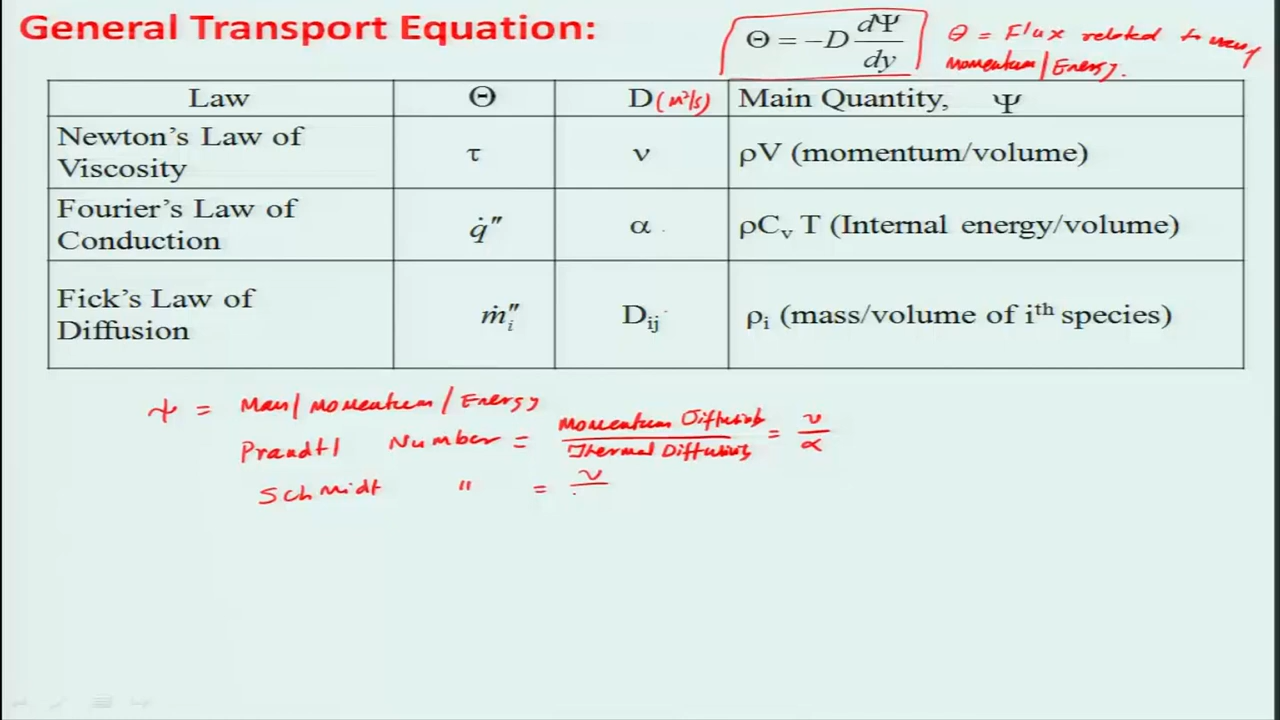 General Transport Equation:
Θ = -D dΨ/dy
θ = Flux related to mass/
momentum/Energy.
Law Θ D (m²/s) Main Quantity, Ψ
Newton's Law of
Viscosity
τ ν ρV (momentum/volume)
Fourier's Law of
Conduction
q̇″ α ρCᵥ T (Internal energy/volume)
Fick's Law of
Diffusion
ṁᵢ″ Dᵢⱼ ρᵢ (mass/volume of iᵗʰ species)
ψ = Mass/Momentum/Energy
Prandtl Number = Momentum Diffusivity / Thermal Diffusivity = ν/α
Schmidt " = ν